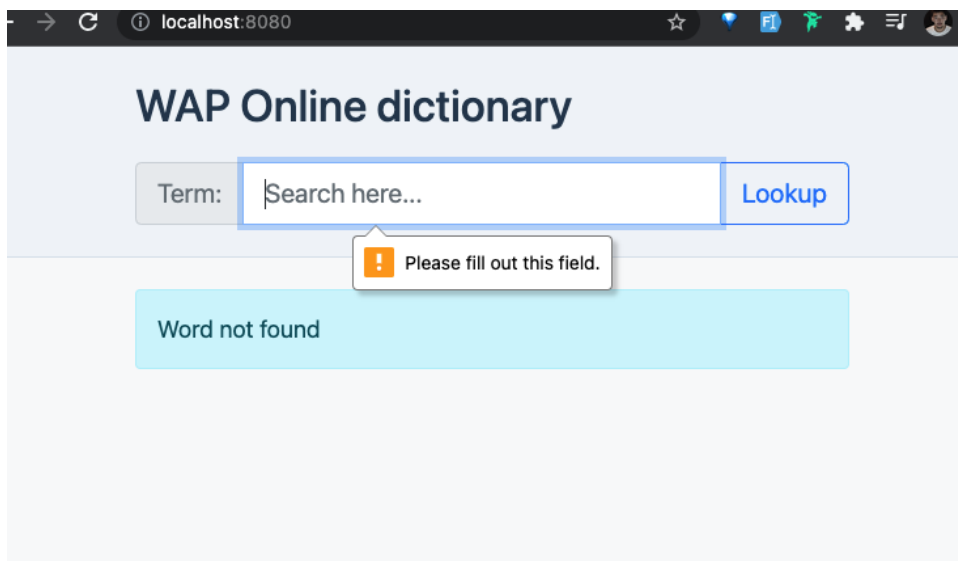 localhost:8080
WAP Online dictionary
Term: Search here... Lookup
Please fill out this field.
Word not found